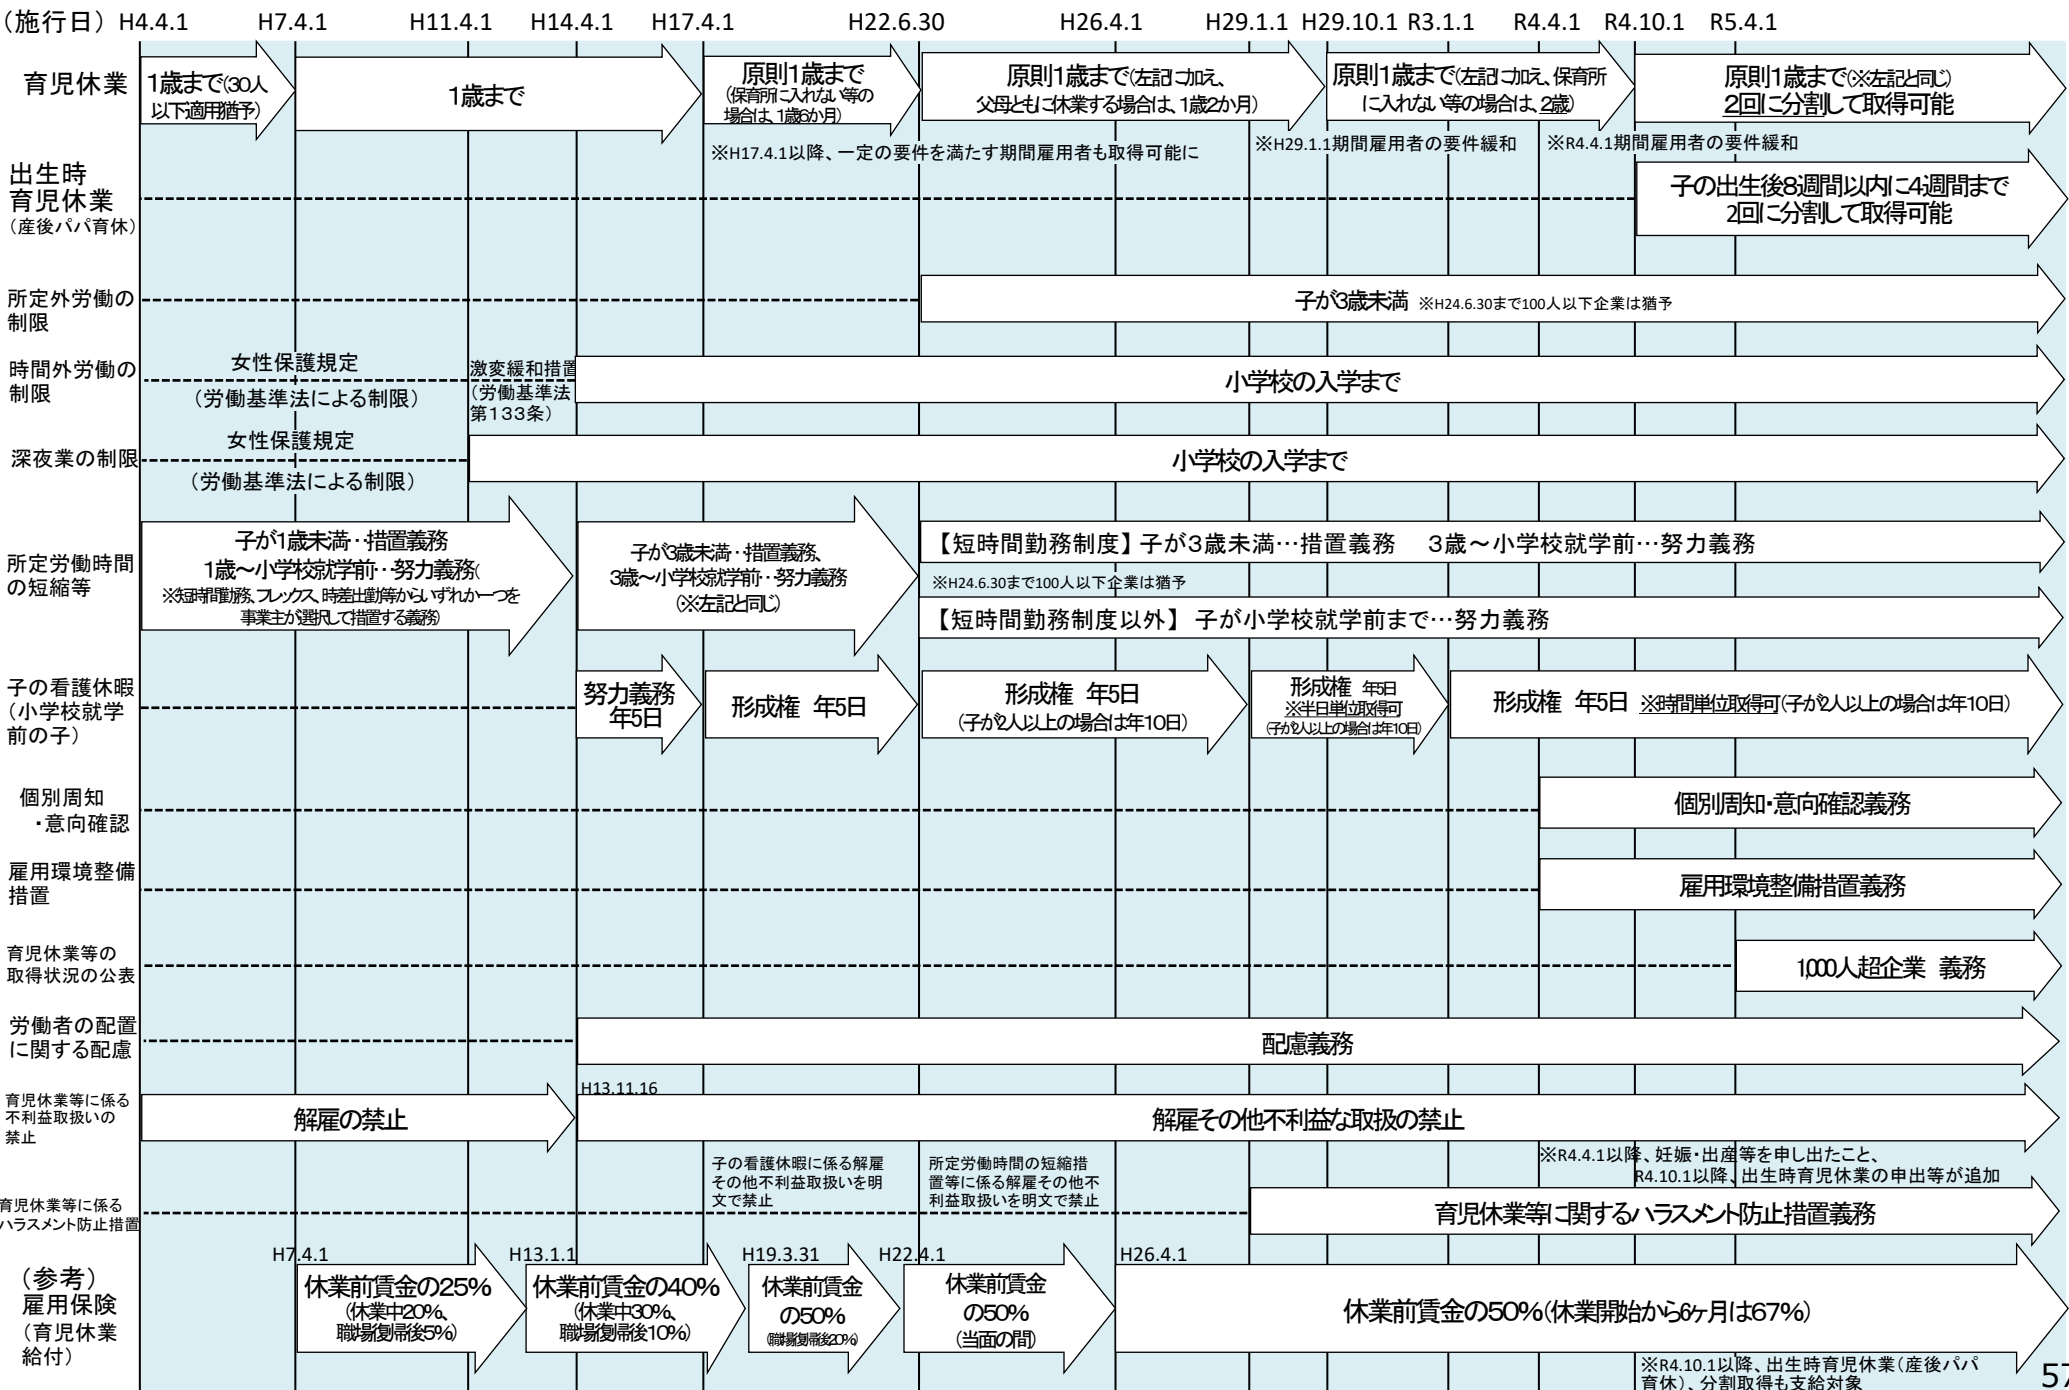 (施行日) H4.4.1 H7.4.1 H11.4.1 H14.4.1 H17.4.1 H22.6.30 H26.4.1 H29.1.1 H29.10.1 R3.1.1 R4.4.1 R4.10.1 R5.4.1
育児休業
1歳まで(30人
以下適用猶予)
1歳まで
原則1歳まで
(保育所に入れない等の
場合は、1歳6か月)
原則1歳まで(左記に加え、
父母ともに休業する場合は、1歳2か月)
原則1歳まで(左記に加え、保育所
に入れない等の場合は、2歳)
原則1歳まで(※左記と同じ)
2回に分割して取得可能
※H17.4.1以降、一定の要件を満たす期間雇用者も取得可能に
※H29.1.1期間雇用者の要件緩和
※R4.4.1期間雇用者の要件緩和
出生時
育児休業
(産後パパ育休)
子の出生後8週間以内に4週間まで
2回に分割して取得可能
所定外労働の
制限
子が3歳未満 ※H24.6.30まで100人以下企業は猶予
時間外労働の
制限
女性保護規定
(労働基準法による制限)
激変緩和措置
(労働基準法
第133条)
小学校の入学まで
深夜業の制限
女性保護規定
(労働基準法による制限)
小学校の入学まで
所定労働時間
の短縮等
子が1歳未満‥措置義務
1歳～小学校就学前‥努力義務(
※短時間勤務、フレックス、時差出勤等からいずれか一つを
事業主が選択して措置する義務)
子が3歳未満‥措置義務、
3歳～小学校就学前‥努力義務
(※左記と同じ)
【短時間勤務制度】子が3歳未満…措置義務 3歳～小学校就学前…努力義務
※H24.6.30まで100人以下企業は猶予
【短時間勤務制度以外】 子が小学校就学前まで…努力義務
子の看護休暇
(小学校就学
前の子)
努力義務
年5日
形成権 年5日
形成権 年5日
(子が2人以上の場合は年10日)
形成権 年5日
※半日単位取得可
(子が2人以上の場合は年10日)
形成権 年5日 ※時間単位取得可(子が2人以上の場合は年10日)
個別周知
・意向確認
個別周知・意向確認義務
雇用環境整備
措置
雇用環境整備措置義務
育児休業等の
取得状況の公表
1,000人超企業 義務
労働者の配置
に関する配慮
配慮義務
育児休業等に係る
不利益取扱いの
禁止
解雇の禁止
H13.11.16
解雇その他不利益な取扱の禁止
※R4.4.1以降、妊娠・出産等を申し出たこと、
R4.10.1以降、出生時育児休業の申出等が追加
子の看護休暇に係る解雇
その他不利益取扱いを明
文で禁止
所定労働時間の短縮措
置等に係る解雇その他不
利益取扱いを明文で禁止
育児休業等に係る
ハラスメント防止措置
育児休業等に関するハラスメント防止措置義務
(参考)
雇用保険
(育児休業
給付)
H7.4.1
休業前賃金の25%
(休業中20%、
職場復帰後5%)
H13.1.1
休業前賃金の40%
(休業中30%、
職場復帰後10%)
H19.3.31
休業前賃金
の50%
(職場復帰後20%)
H22.4.1
休業前賃金
の50%
(当面の間)
H26.4.1
休業前賃金の50%(休業開始から6ヶ月は67%)
※R4.10.1以降、出生時育児休業(産後パパ
育休)、分割取得も支給対象
57